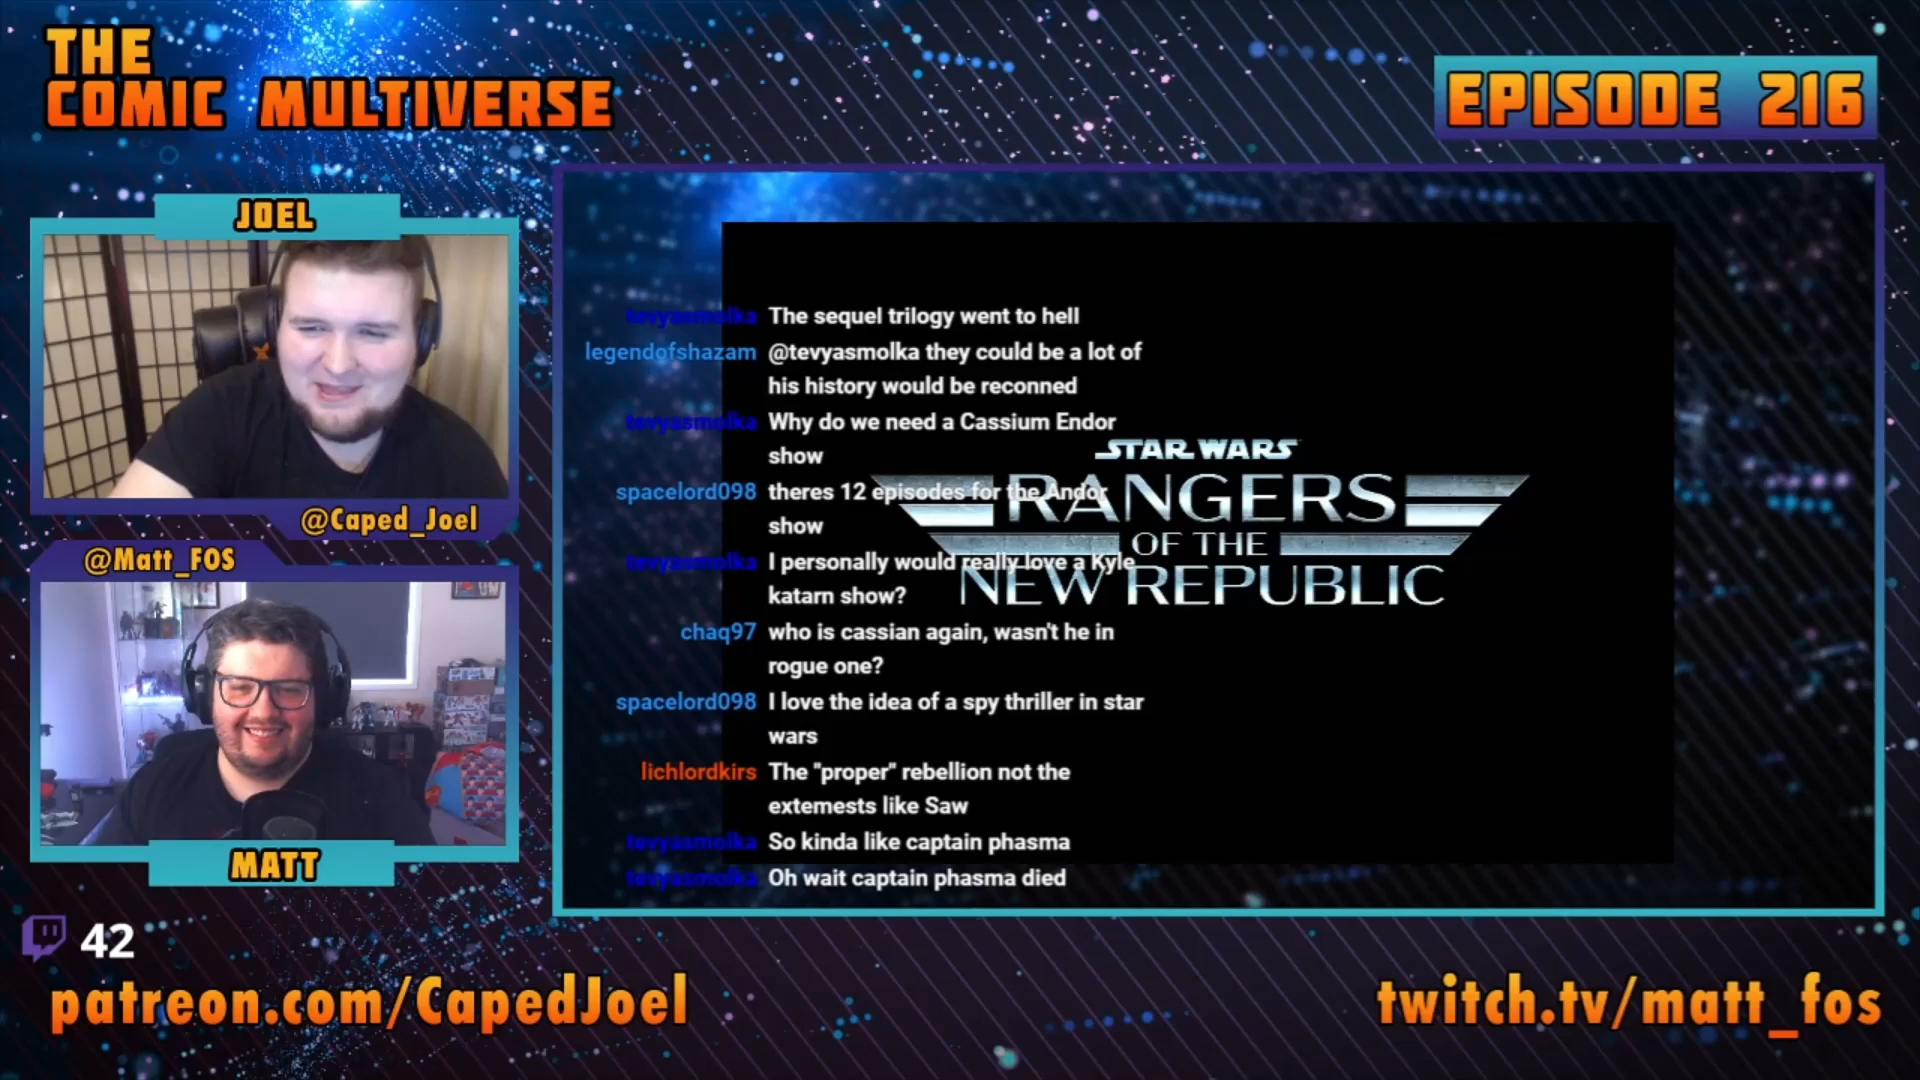 THE
COMIC MULTIVERSE
EPISODE 216
JOEL
@Caped_Joel
@Matt_FOS
MATT
tevyasmolka The sequel trilogy went to hell
legendofshazam @tevyasmolka they could be a lot of
his history would be reconned
tevyasmolka Why do we need a Cassium Endor
show
spacelord098 theres 12 episodes for the Andor
show
tevyasmolka I personally would really love a Kyle
katarn show?
chaq97 who is cassian again, wasn't he in
rogue one?
spacelord098 I love the idea of a spy thriller in star
wars
lichlordkirs The "proper" rebellion not the
extemests like Saw
tevyasmolka So kinda like captain phasma
tevyasmolka Oh wait captain phasma died
STAR WARS
RANGERS
OF THE
NEW REPUBLIC
42
patreon.com/CapedJoel
twitch.tv/matt_fos